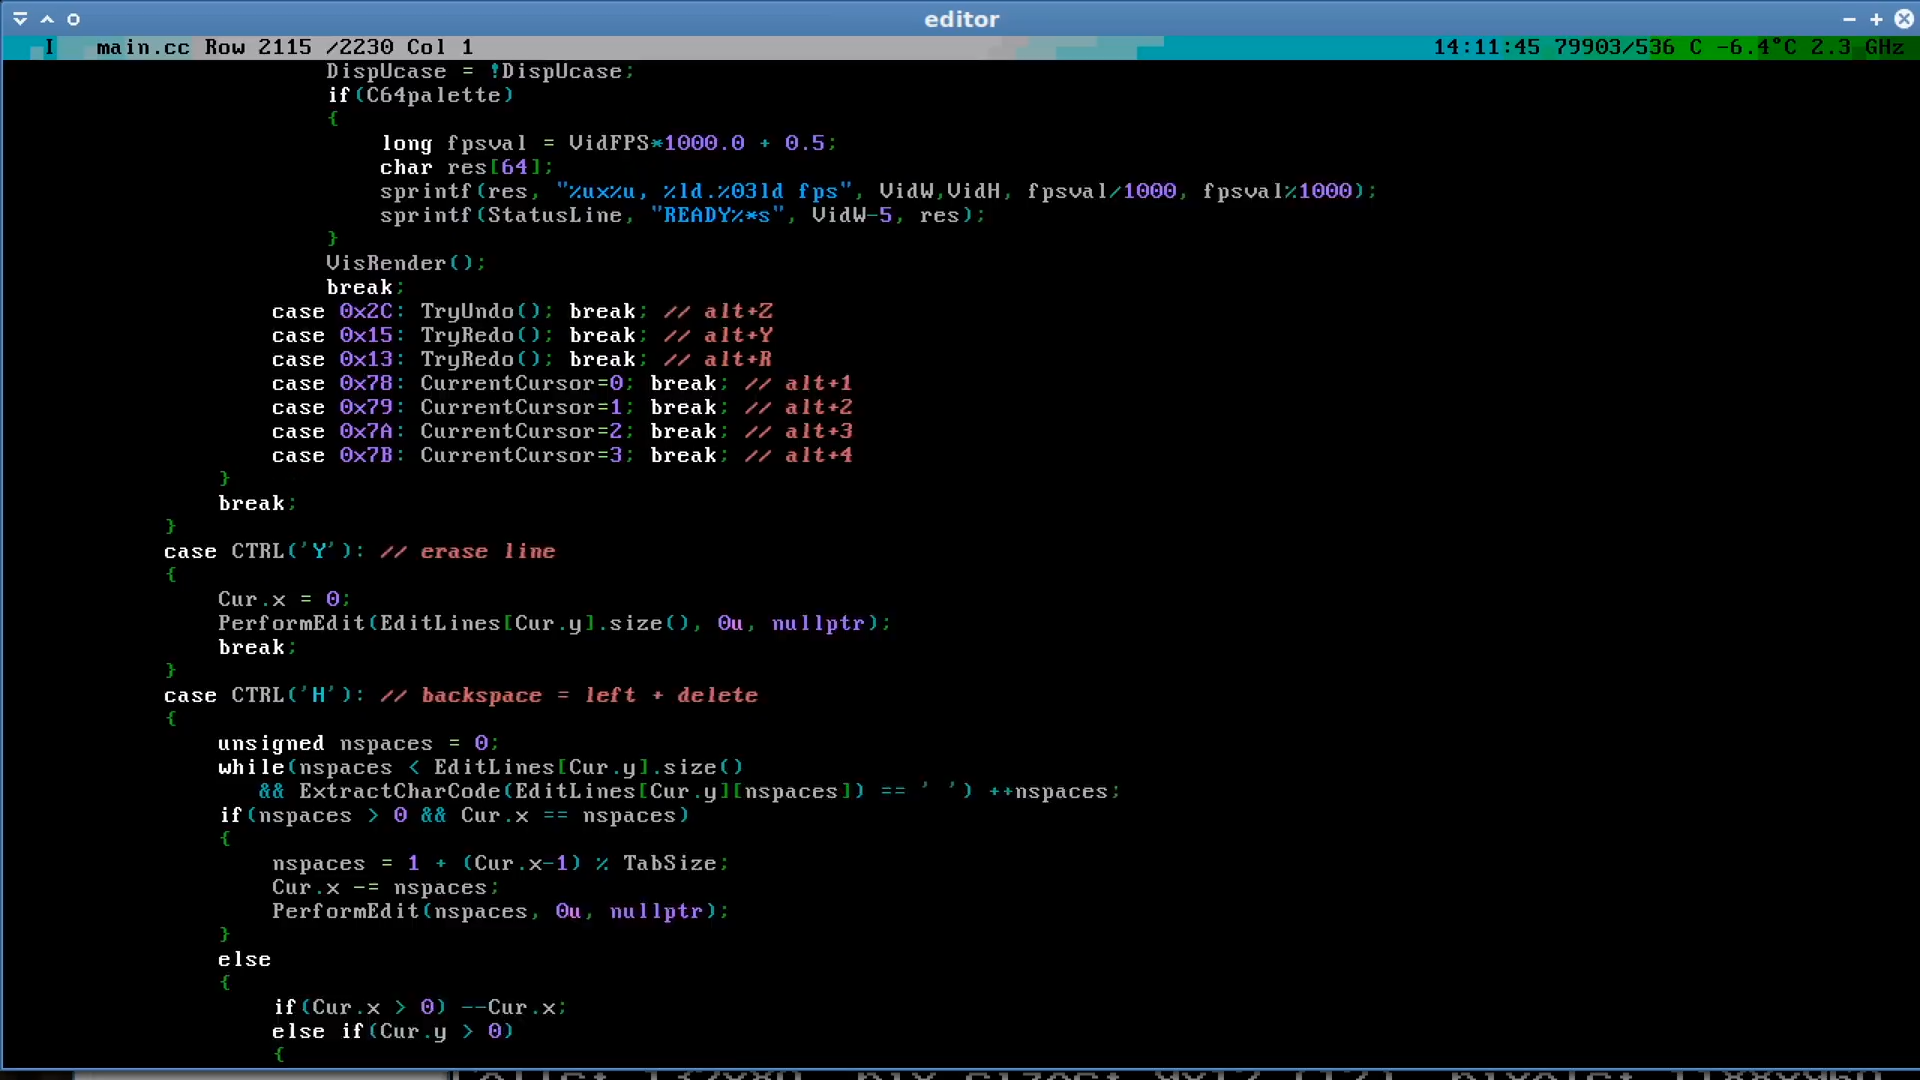 editor
I main.cc Row 2115 /2230 Col 1 14:11:45 79903/536 C -6.4°C 2.3 GHz
DispUcase = !DispUcase;
if(C64palette)
{
long fpsval = VidFPS*1000.0 + 0.5;
char res[64];
sprintf(res, "%ux%u, %ld.%03ld fps", VidW,VidH, fpsval/1000, fpsval%1000);
sprintf(StatusLine, "READY%*s", VidW-5, res);
}
VisRender();
break;
case 0x2C: TryUndo(); break; // alt+Z
case 0x15: TryRedo(); break; // alt+Y
case 0x13: TryRedo(); break; // alt+R
case 0x78: CurrentCursor=0; break; // alt+1
case 0x79: CurrentCursor=1; break; // alt+2
case 0x7A: CurrentCursor=2; break; // alt+3
case 0x7B: CurrentCursor=3; break; // alt+4
}
break;
}
case CTRL('Y'): // erase line
{
Cur.x = 0;
PerformEdit(EditLines[Cur.y].size(), 0u, nullptr);
break;
}
case CTRL('H'): // backspace = left + delete
{
unsigned nspaces = 0;
while(nspaces < EditLines[Cur.y].size()
&& ExtractCharCode(EditLines[Cur.y][nspaces]) == ' ') ++nspaces;
if(nspaces > 0 && Cur.x == nspaces)
{
nspaces = 1 + (Cur.x-1) % TabSize;
Cur.x -= nspaces;
PerformEdit(nspaces, 0u, nullptr);
}
else
{
if(Cur.x > 0) --Cur.x;
else if(Cur.y > 0)
{